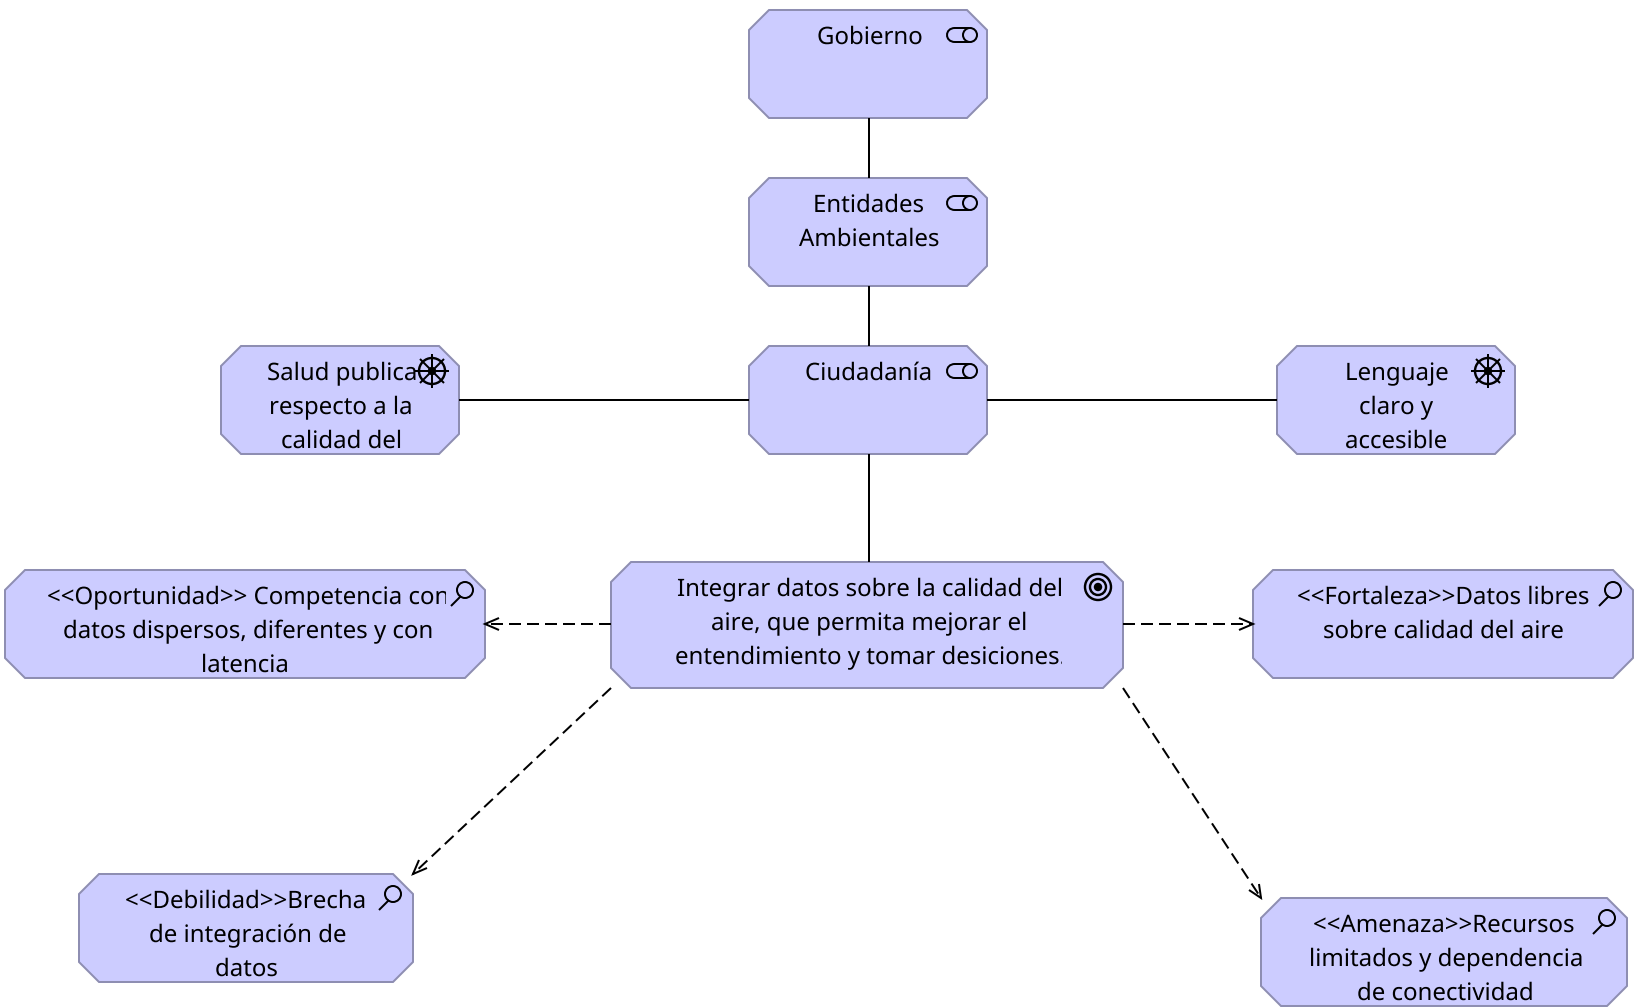 Gobierno
Entidades
Ambientales
Salud publica
respecto a la
calidad del
Ciudadanía
Lenguaje
claro y
accesible
<<Oportunidad>> Competencia con
datos dispersos, diferentes y con
latencia
Integrar datos sobre la calidad del
aire, que permita mejorar el
entendimiento y tomar desiciones.
<<Fortaleza>>Datos libres
sobre calidad del aire
<<Debilidad>>Brecha
de integración de
datos
<<Amenaza>>Recursos
limitados y dependencia
de conectividad